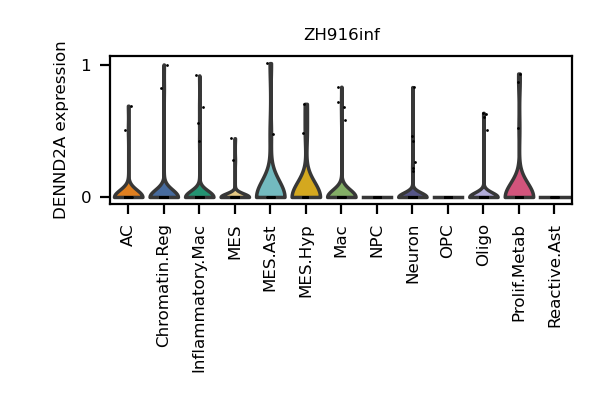 ZH916inf
DENND2A expression
1
0
AC
Chromatin.Reg
Inflammatory.Mac
MES
MES.Ast
MES.Hyp
Mac
NPC
Neuron
OPC
Oligo
Prolif.Metab
Reactive.Ast